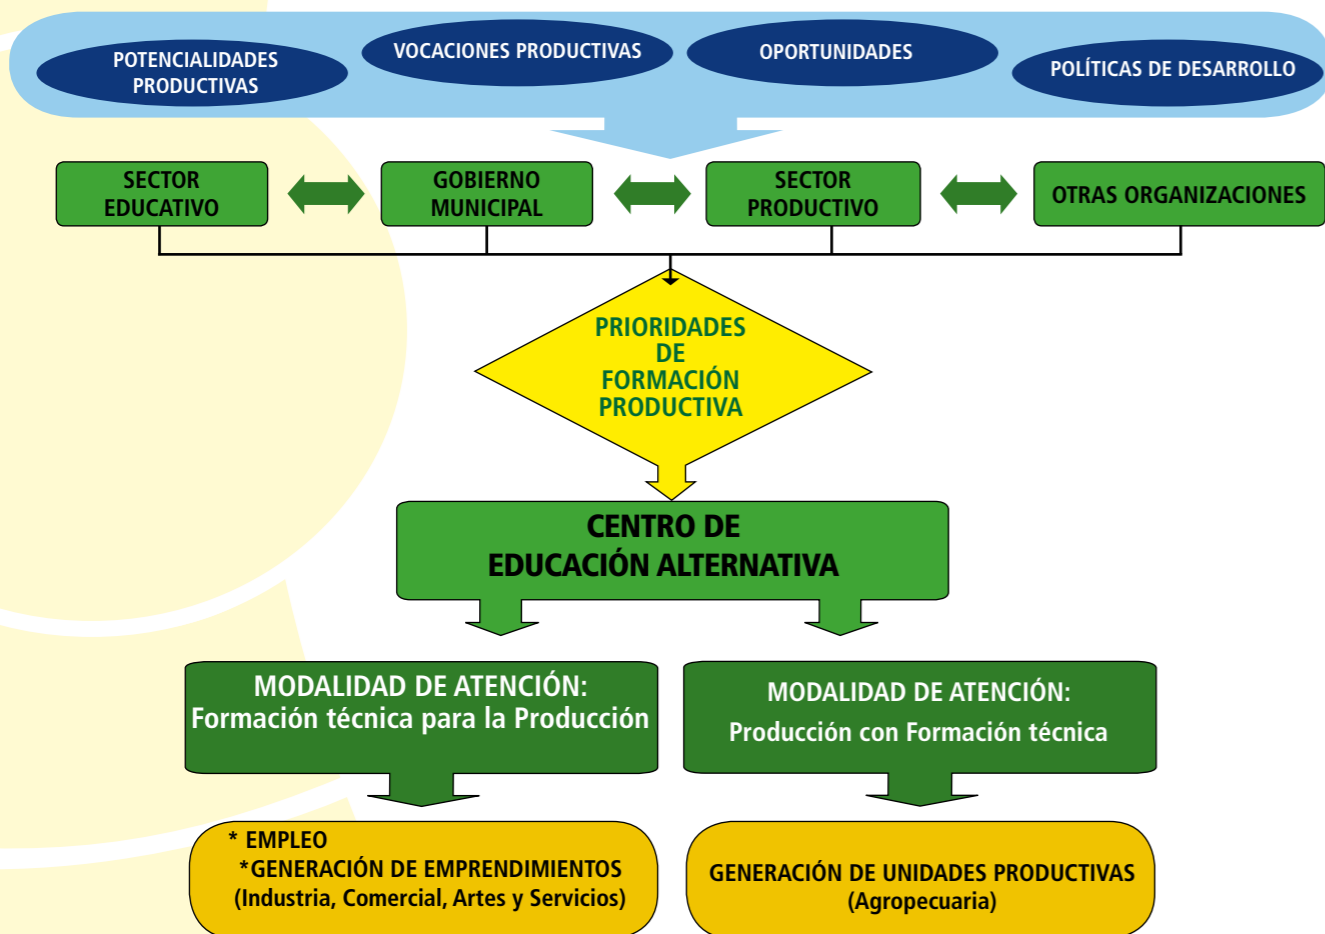 POTENCIALIDADES
PRODUCTIVAS
VOCACIONES PRODUCTIVAS
OPORTUNIDADES
POLÍTICAS DE DESARROLLO
SECTOR
EDUCATIVO
GOBIERNO
MUNICIPAL
SECTOR
PRODUCTIVO
OTRAS ORGANIZACIONES
PRIORIDADES
DE
FORMACIÓN
PRODUCTIVA
CENTRO DE
EDUCACIÓN ALTERNATIVA
MODALIDAD DE ATENCIÓN:
Formación técnica para la Producción
MODALIDAD DE ATENCIÓN:
Producción con Formación técnica
* EMPLEO
*GENERACIÓN DE EMPRENDIMIENTOS
(Industria, Comercial, Artes y Servicios)
GENERACIÓN DE UNIDADES PRODUCTIVAS
(Agropecuaria)